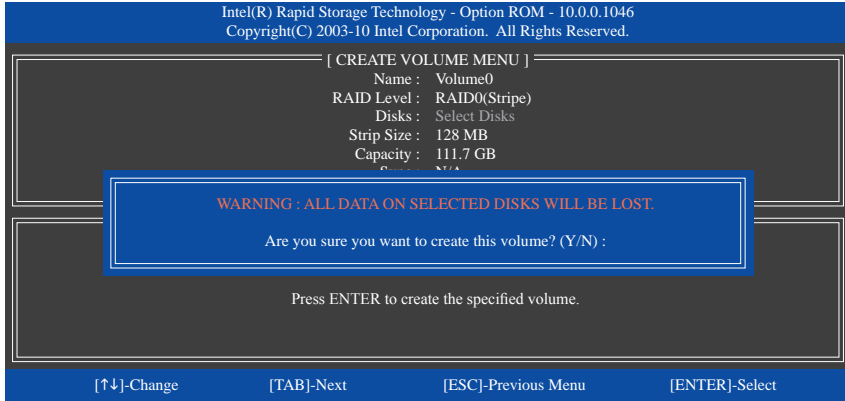 Intel(R) Rapid Storage Technology - Option ROM - 10.0.0.1046
Copyright(C) 2003-10 Intel Corporation. All Rights Reserved.
[ CREATE VOLUME MENU ]
Name : Volume0
RAID Level : RAID0(Stripe)
Disks : Select Disks
Strip Size : 128 MB
Capacity : 111.7 GB
N/A
WARNING : ALL DATA ON SELECTED DISKS WILL BE LOST.
Are you sure you want to create this volume? (Y/N) :
Press ENTER to create the specified volume.
[↑↓]-Change [TAB]-Next [ESC]-Previous Menu [ENTER]-Select